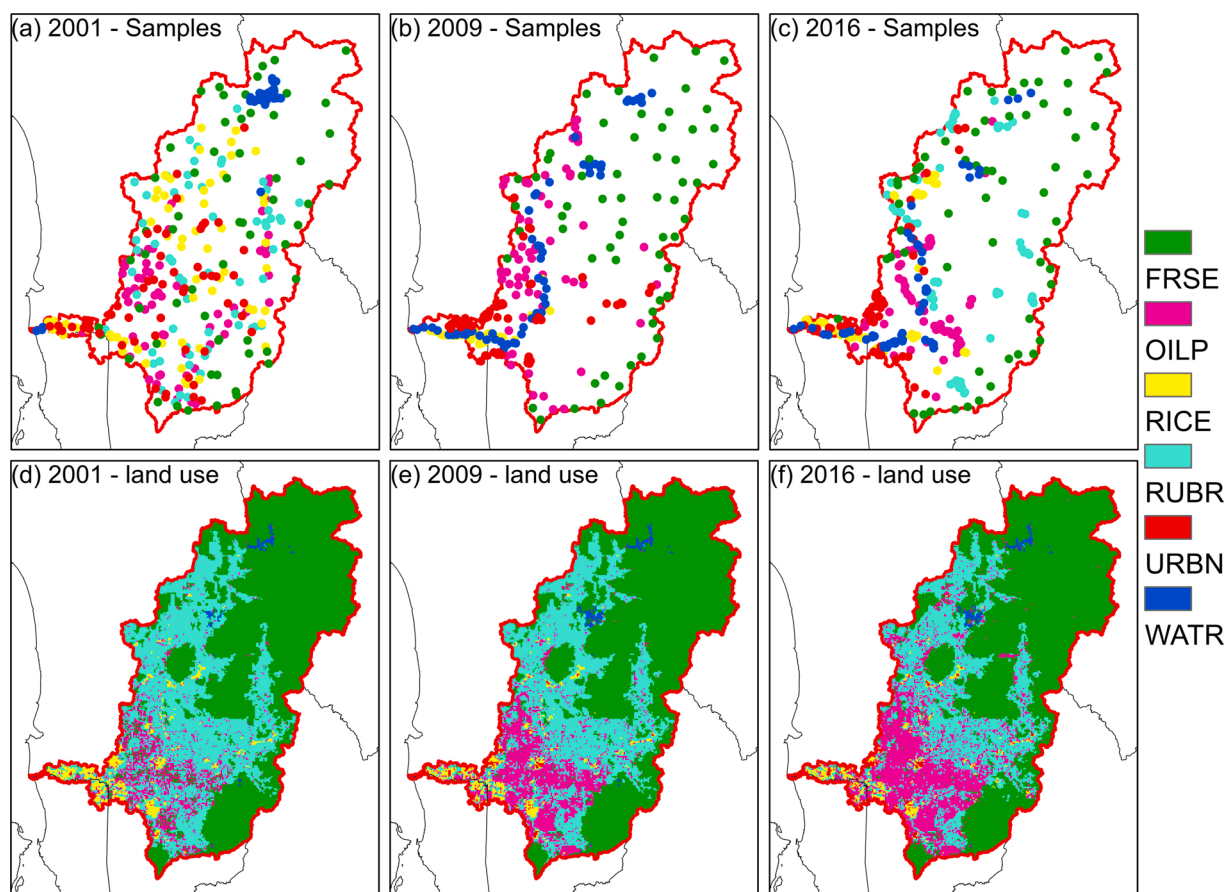 (a) 2001 - Samples
(b) 2009 - Samples
(c) 2016 - Samples
FRSE
OILP
RICE
RUBR
URBN
WATR
(d) 2001 - land use
(e) 2009 - land use
(f) 2016 - land use